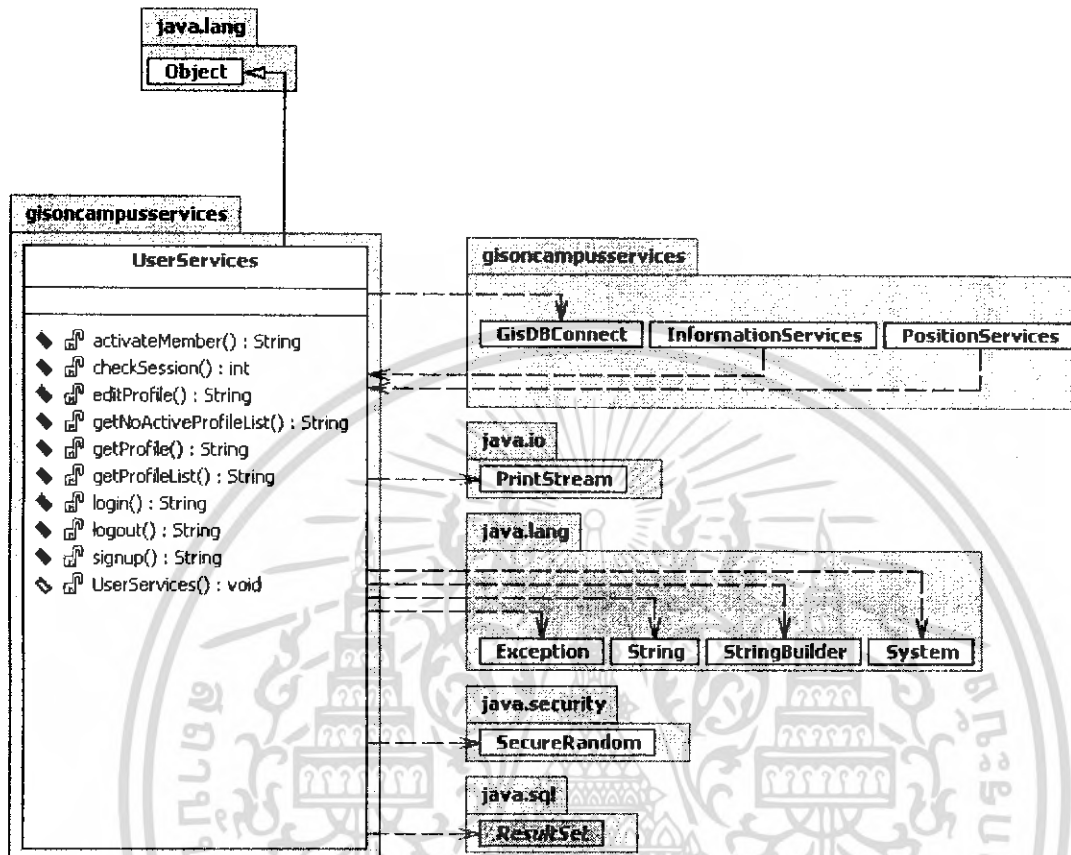 java.lang
Object
gisoncampusservices
UserServices
activateMember() : String
checkSession() : int
editProfile() : String
getNoActiveProfileList() : String
getProfile() : String
getProfileList() : String
login() : String
logout() : String
signup() : String
UserServices() : void
gisoncampusservices
GisDBConnect InformationServices PositionServices
java.io
PrintStream
java.lang
Exception String StringBuilder System
java.security
SecureRandom
java.sql
ResultSet